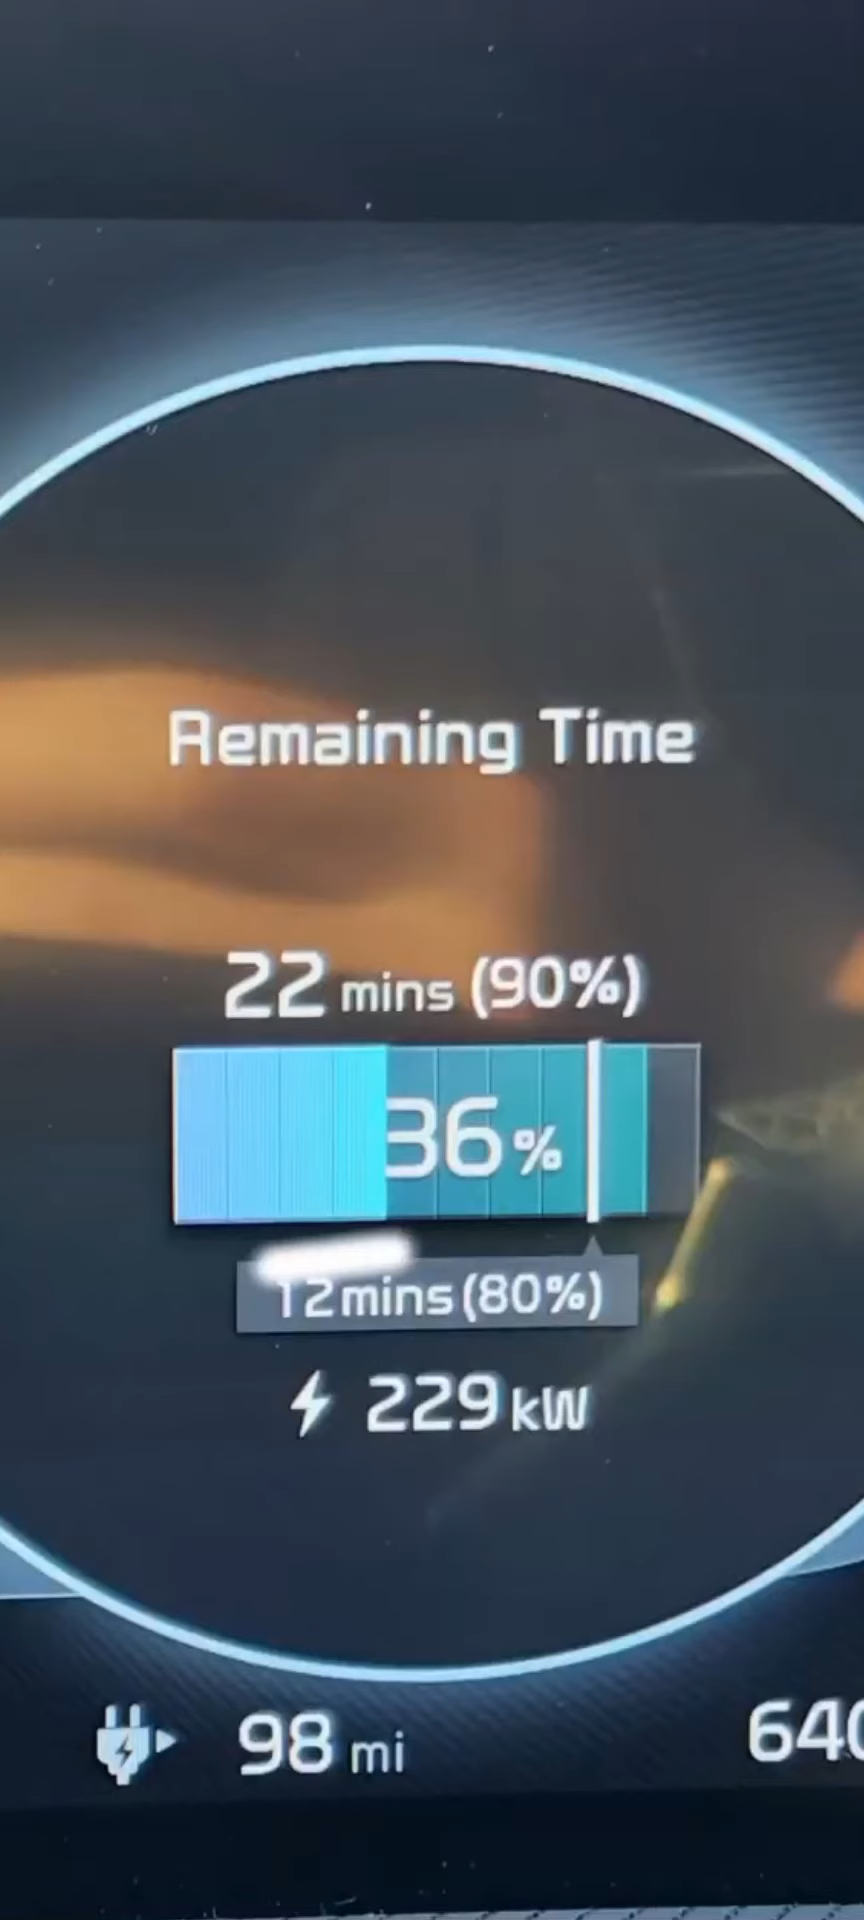 Remaining Time
22 mins (90%)
36%
12mins(80%)
229 kW
98 mi